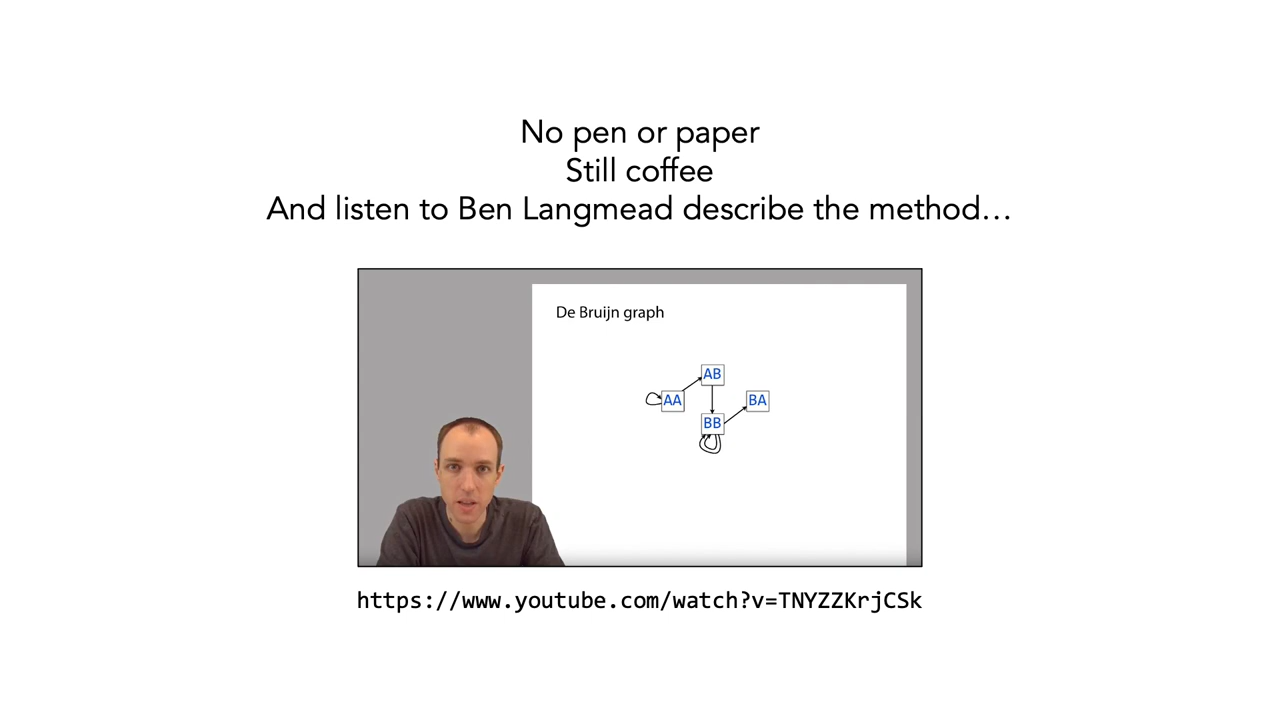 No pen or paper
Still coffee
And listen to Ben Langmead describe the method…
De Bruijn graph
AB
AA
BA
BB
https://www.youtube.com/watch?v=TNYZZKrjCSk